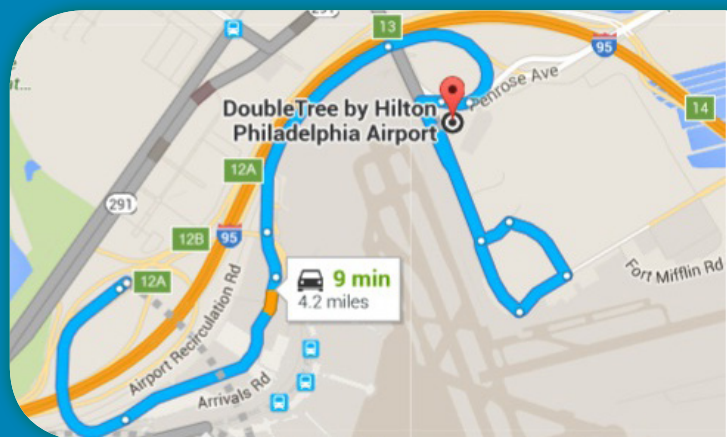 291
13
95
Penrose Ave
DoubleTree by Hilton
Philadelphia Airport
14
12A
291
12B
95
12A
9 min
4.2 miles
Fort Mifflin Rd
Airport Recirculation Rd
Arrivals Rd